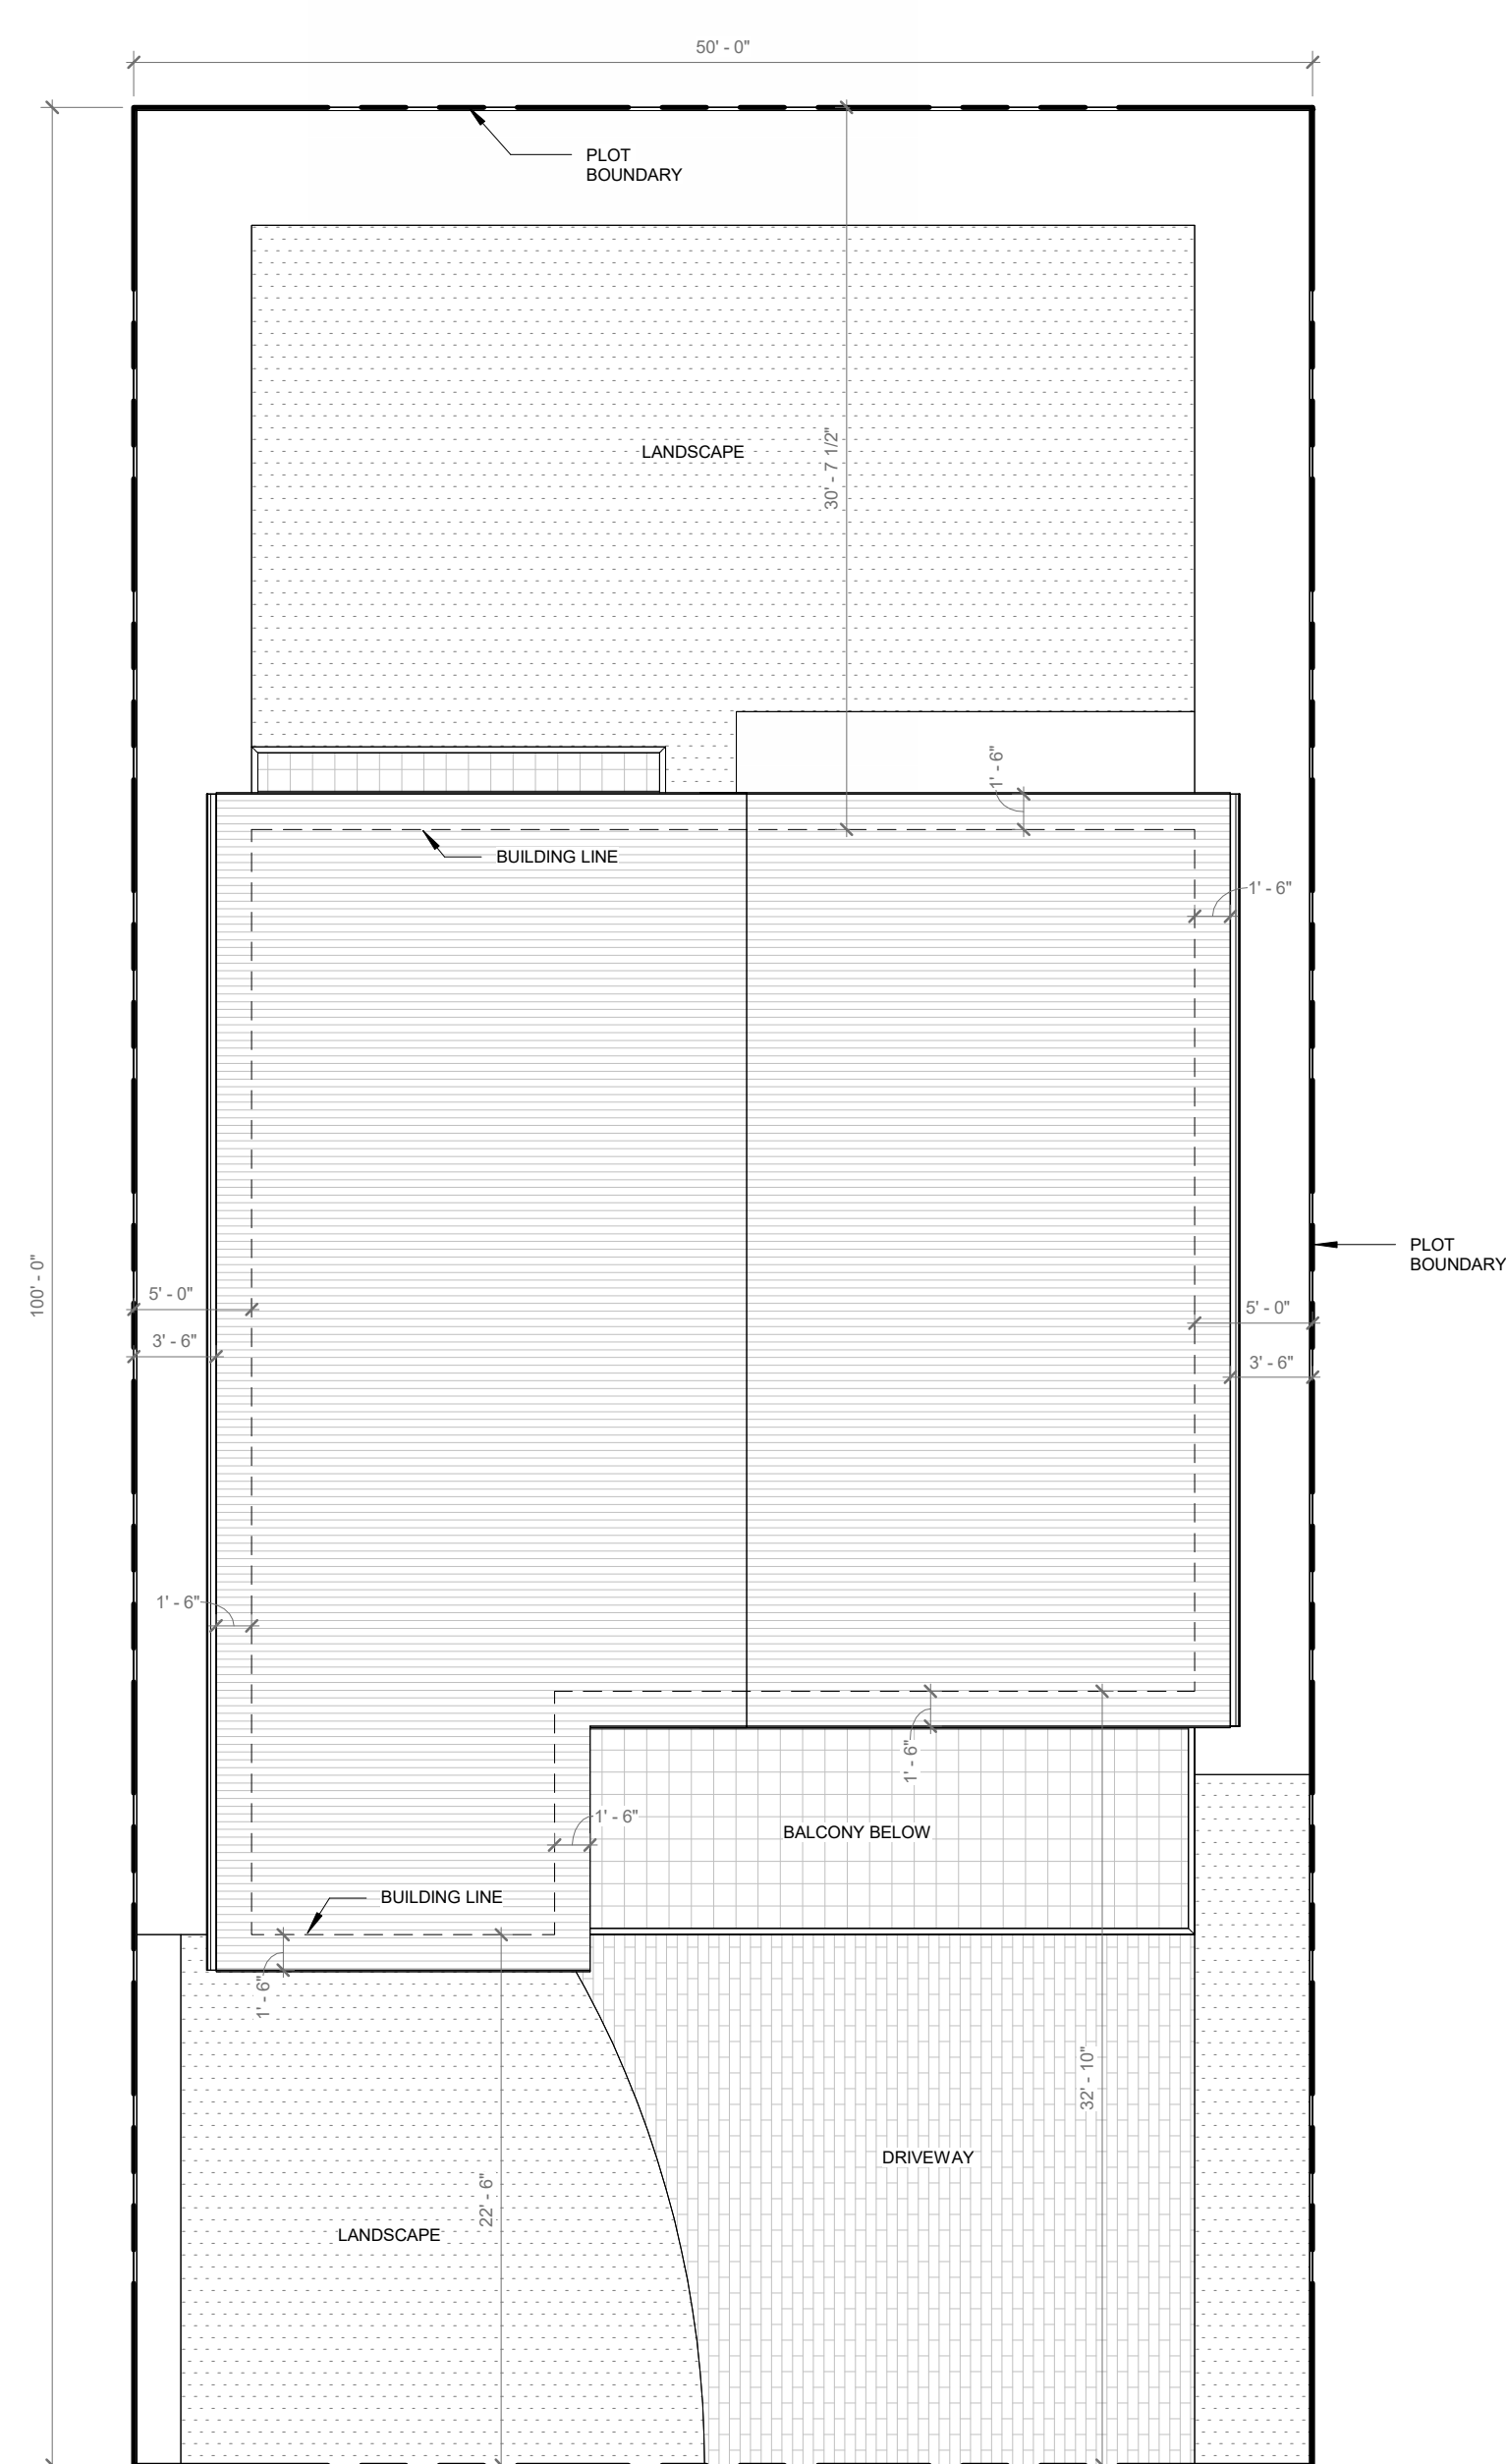 50' - 0"
PLOT
BOUNDARY
LANDSCAPE
30' - 7 1/2"
1' - 6"
BUILDING LINE
1' - 6"
100' - 0"
PLOT
BOUNDARY
5' - 0"
5' - 0"
3' - 6"
3' - 6"
1' - 6"
1' - 6"
1' - 6"
BALCONY BELOW
BUILDING LINE
1' - 6"
32' - 10"
DRIVEWAY
22' - 6"
LANDSCAPE